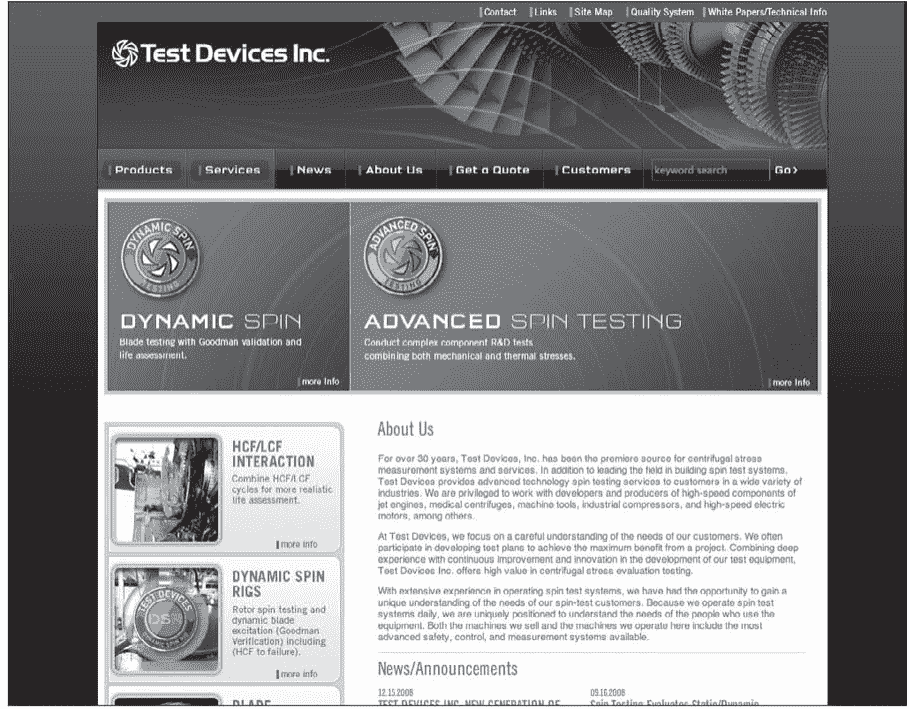 Contact Links Site Map Quality System White Papers/Technical Info
Test Devices Inc.
Products Services News About Us Get a Quote Customers keyword search Go>
DYNAMIC SPIN
TESTING
DYNAMIC SPIN
Blade testing with Goodman validation and
life assessment.
more Info
ADVANCED SPIN
TESTING
ADVANCED SPIN TESTING
Conduct complex component R&D tests
combining both mechanical and thermal stresses.
more Info
HCF/LCF
INTERACTION
Combine HCF/LCF
cycles for more realistic
life assessment.
more info
TEST DEVICES
DS
DYNAMIC SPIN
RIGS
Rotor spin testing and
dynamic blade
excitation (Goodman
Verification) including
(HCF to failure).
more info
BLADE
About Us
For over 30 years, Test Devices, Inc. has been the premiere source for centrifugal stress
measurement systems and services. In addition to leading the field in building spin test systems,
Test Devices provides advanced technology spin testing services to customers in a wide variety of
industries. We are privileged to work with developers and producers of high-speed components of
jet engines, medical centrifuges, machine tools, industrial compressors, and high-speed electric
motors, among others.
At Test Devices, we focus on a careful understanding of the needs of our customers. We often
participate in developing test plans to achieve the maximum benefit from a project. Combining deep
experience with continuous improvement and innovation in the development of our test equipment,
Test Devices Inc. offers high value in centrifugal stress evaluation testing.
With extensive experience in operating spin test systems, we have had the opportunity to gain a
unique understanding of the needs of our spin-test customers. Because we operate spin test
systems daily, we are uniquely positioned to understand the needs of the people who use the
equipment. Both the machines we sell and the machines we operate here include the most
advanced safety, control, and measurement systems available.
News/Announcements
12.15.2008
TEST DEVICES INC. NEW GENERATION OF
09.16.2008
Spin Testing Evaluates Static/Dynamic